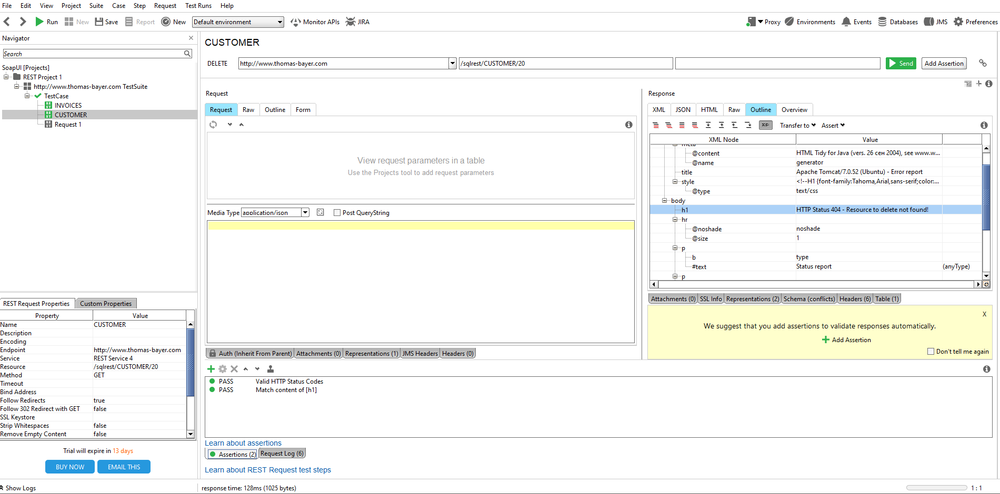 File Edit View Project Suite Case Step Request Test Runs Help
Run New Save Report New Default environment Monitor APIs JIRA Proxy Environments Events Databases JMS Preferences
Navigator
Search
SoapUI [Projects]
REST Project 1
http://www.thomas-bayer.com TestSuite
TestCase
INVOICES
CUSTOMER
Request 1
REST Request Properties Custom Properties
Property Value
Name CUSTOMER
Description
Encoding
Endpoint http://www.thomas-bayer.com
Service REST Service 4
Resource /sqlrest/CUSTOMER/20
Method GET
Timeout
Bind Address
Follow Redirects true
Follow 302 Redirect with GET false
SSL Keystore
Strip Whitespaces false
Remove Empty Content false
Trial will expire in 13 days
BUY NOW EMAIL THIS
CUSTOMER
DELETE http://www.thomas-bayer.com /sqlrest/CUSTOMER/20 Send Add Assertion
Request
Request Raw Outline Form
View request parameters in a table
Use the Projects tool to add request parameters
Media Type application/json Post QueryString
Auth (Inherit From Parent) Attachments (0) Representations (1) JMS Headers Headers (0)
Response
XML JSON HTML Raw Outline Overview
XS: Transfer to Assert
XML Node Value
meta
@content HTML Tidy for Java (vers. 26 сен 2004), see www.w...
@name generator
title Apache Tomcat/7.0.52 (Ubuntu) - Error report
style <!--H1 {font-family:Tahoma,Arial,sans-serif;color:...
@type text/css
body
h1 HTTP Status 404 - Resource to delete not found!
hr
@noshade noshade
@size 1
p
b type
#text Status report (anyType)
p
Attachments (0) SSL Info Representations (2) Schema (conflicts) Headers (6) Table (1)
X
We suggest that you add assertions to validate responses automatically.
Add Assertion
Don't tell me again
PASS Valid HTTP Status Codes
PASS Match content of [h1]
Learn about assertions
Assertions (2) Request Log (6)
Learn about REST Request test steps
Show Logs response time: 128ms (1025 bytes) 1 : 1